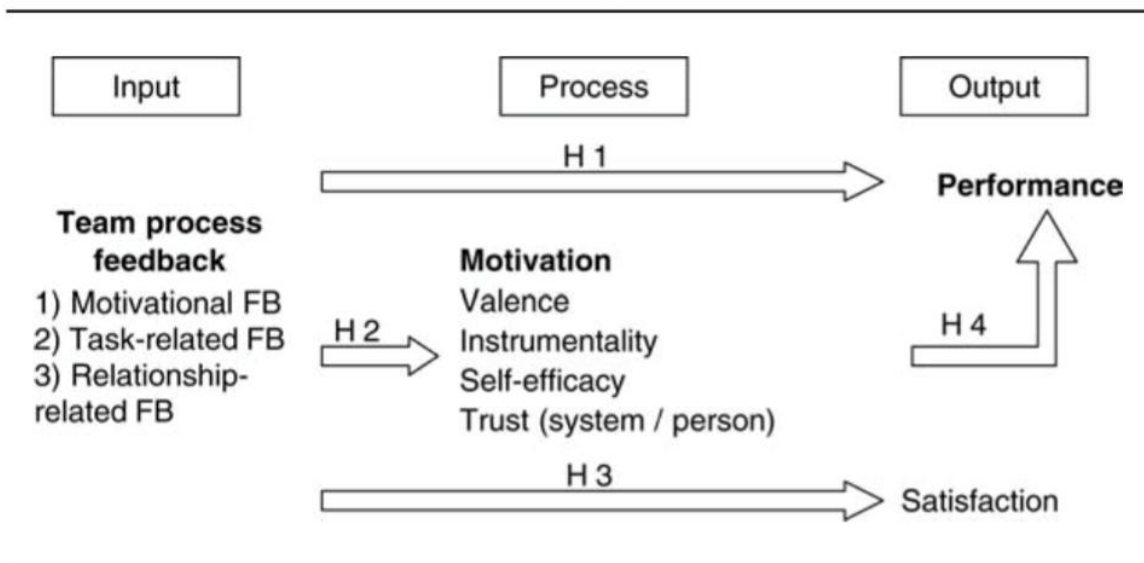 Input
Process
Output
H 1
Performance
Team process
feedback
1) Motivational FB
2) Task-related FB
3) Relationship-
related FB
H 2
Motivation
Valence
Instrumentality
Self-efficacy
Trust (system / person)
H 4
H 3
Satisfaction